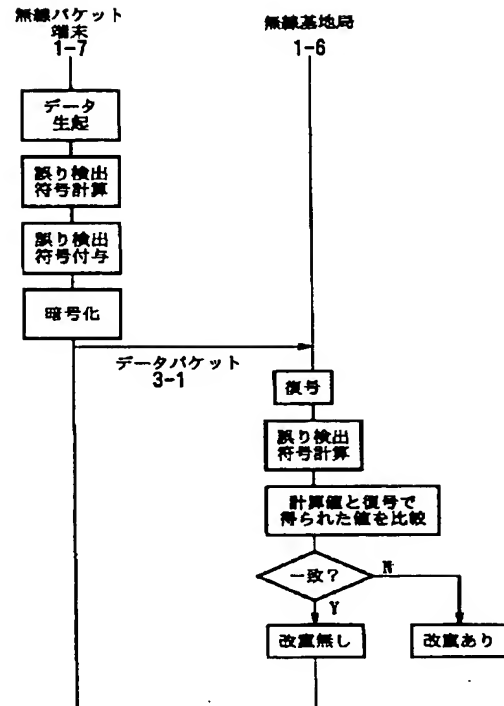 無線パケット
端末
1-7
無線基地局
1-6
データ
生起
誤り検出
符号計算
誤り検出
符号付与
暗号化
データパケット
3-1
復号
誤り検出
符号計算
計算値と復号で
得られた値を比較
一致?
N
Y
改竄無し
改竄あり